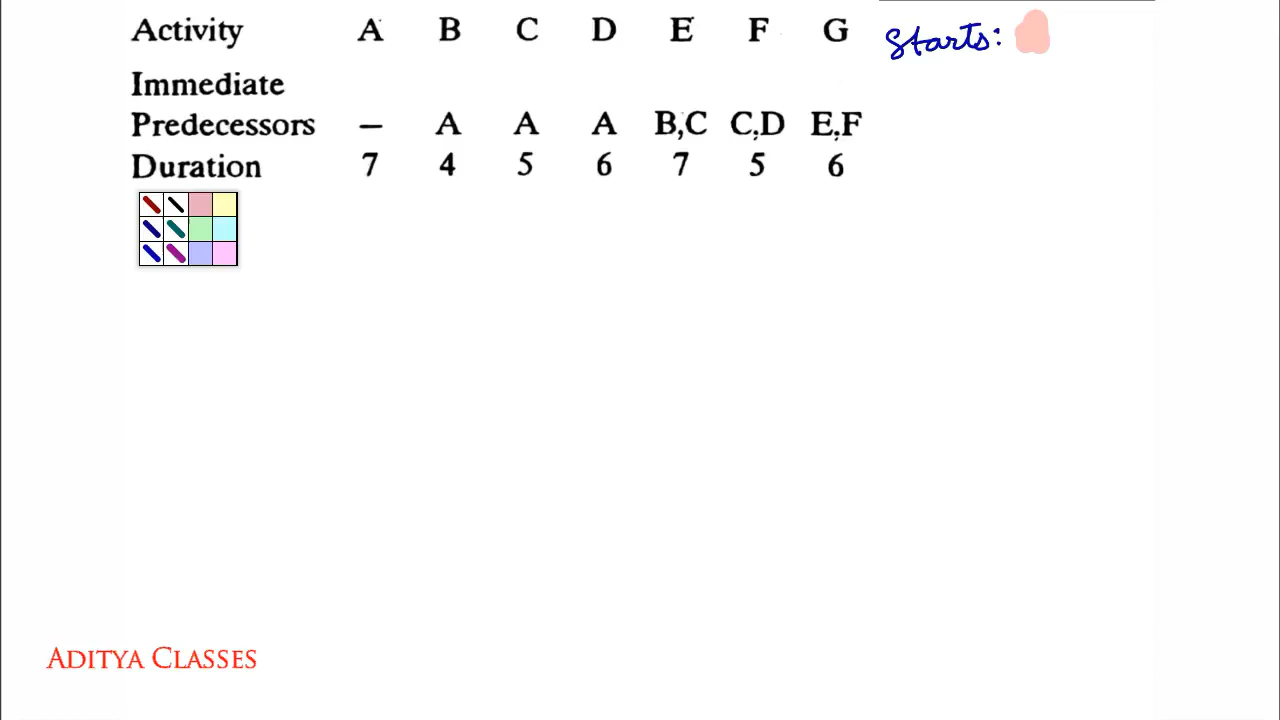 Activity A B C D E F G
Starts:
Immediate
Predecessors – A A A B,C C,D E,F
Duration 7 4 5 6 7 5 6
ADITYA CLASSES